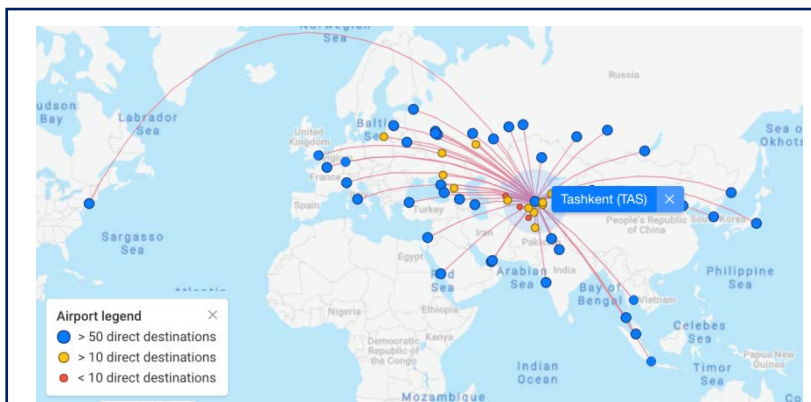 Norwegian
Sea
Russia
Hudson
Bay
Labrador
Sea
Baltic
Sea
Sea of
Okhotsk
United
Kingdom
France
Spain
Turkey
Tashkent (TAS)
Iran
People's Republic
of China
South Korea
Sargasso
Sea
Egypt
Pakistan
India
Red
Sea
Arabian
Sea
Bay of
Bengal
Vietnam
Philippine
Sea
Airport legend
> 50 direct destinations
> 10 direct destinations
< 10 direct destinations
Nigeria
Ethiopia
Democratic
Republic of
the Congo
Kenya
Celebes
Sea
Papua New
Guinea
Indian
Ocean
Timor
Sea
Mozambique